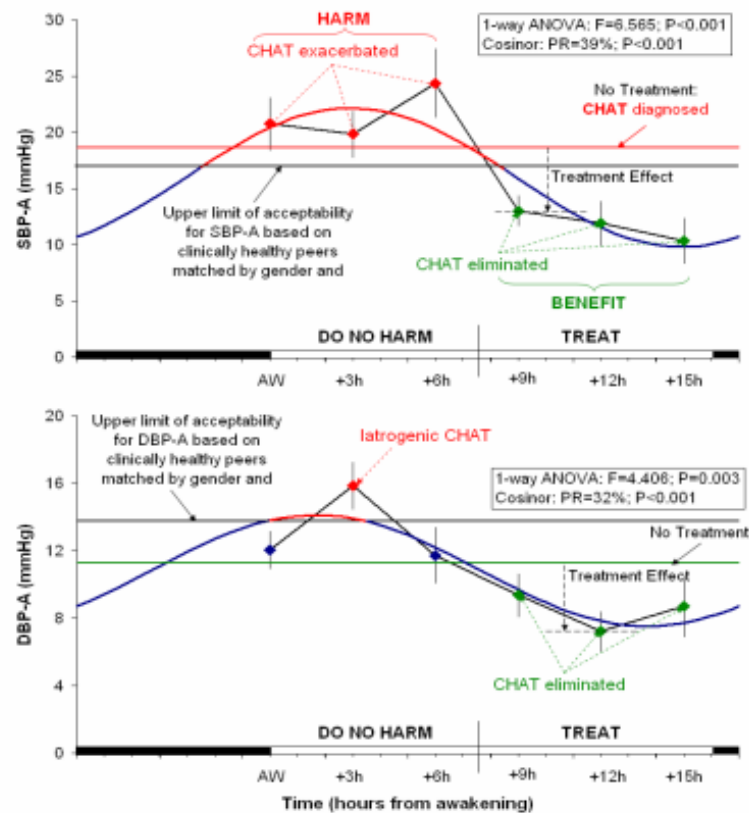 30
25
20
15
10
5
0
SBP-A (mmHg)
HARM
CHAT exacerbated
1-way ANOVA: F=6.565; P<0.001
Cosinor: PR=39%; P<0.001
No Treatment:
CHAT diagnosed
Treatment Effect
Upper limit of acceptability
for SBP-A based on
clinically healthy peers
matched by gender and
CHAT eliminated
BENEFIT
DO NO HARM
TREAT
AW
+3h
+6h
+9h
+12h
+15h
20
16
12
8
4
0
DBP-A (mmHg)
Upper limit of acceptability
for DBP-A based on
clinically healthy peers
matched by gender and
Iatrogenic CHAT
1-way ANOVA: F=4.406; P=0.003
Cosinor: PR=32%; P<0.001
No Treatment
Treatment Effect
CHAT eliminated
DO NO HARM
TREAT
AW
+3h
+6h
+9h
+12h
+15h
Time (hours from awakening)